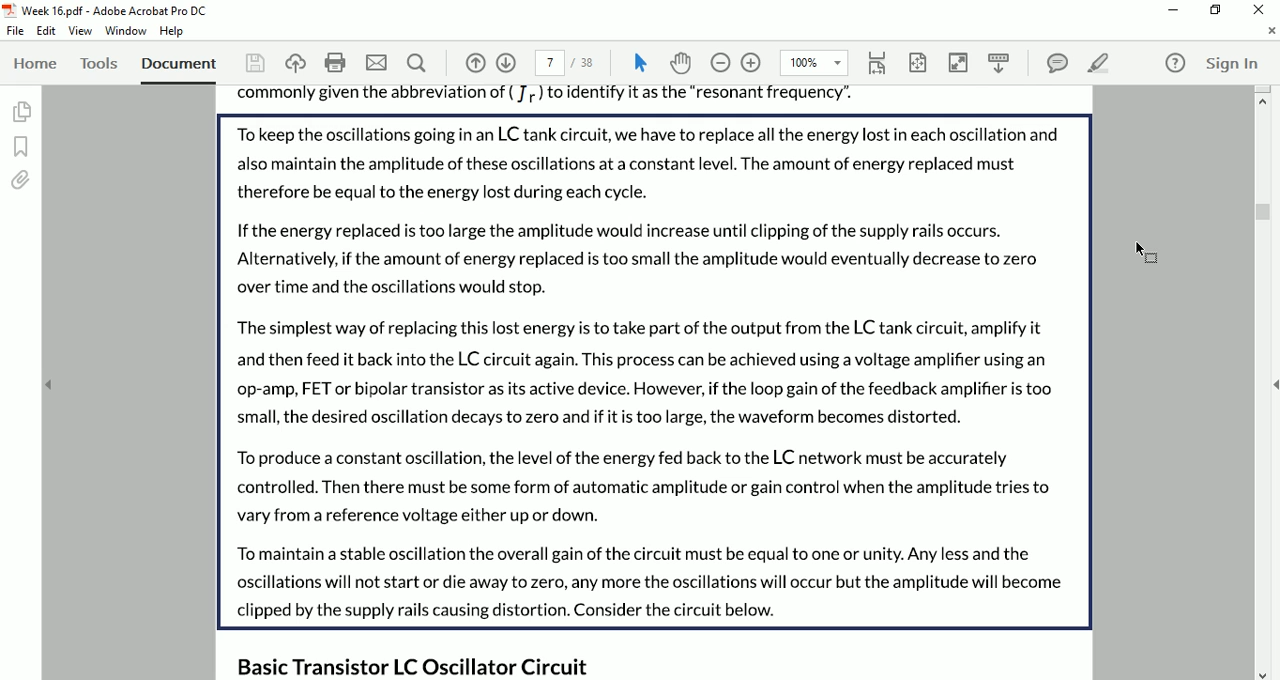 Week 16.pdf - Adobe Acrobat Pro DC
File Edit View Window Help
Home Tools Document 7 / 38 100% Sign In
commonly given the abbreviation of ( ƒr ) to identify it as the "resonant frequency".
To keep the oscillations going in an LC tank circuit, we have to replace all the energy lost in each oscillation and
also maintain the amplitude of these oscillations at a constant level. The amount of energy replaced must
therefore be equal to the energy lost during each cycle.
If the energy replaced is too large the amplitude would increase until clipping of the supply rails occurs.
Alternatively, if the amount of energy replaced is too small the amplitude would eventually decrease to zero
over time and the oscillations would stop.
The simplest way of replacing this lost energy is to take part of the output from the LC tank circuit, amplify it
and then feed it back into the LC circuit again. This process can be achieved using a voltage amplifier using an
op-amp, FET or bipolar transistor as its active device. However, if the loop gain of the feedback amplifier is too
small, the desired oscillation decays to zero and if it is too large, the waveform becomes distorted.
To produce a constant oscillation, the level of the energy fed back to the LC network must be accurately
controlled. Then there must be some form of automatic amplitude or gain control when the amplitude tries to
vary from a reference voltage either up or down.
To maintain a stable oscillation the overall gain of the circuit must be equal to one or unity. Any less and the
oscillations will not start or die away to zero, any more the oscillations will occur but the amplitude will become
clipped by the supply rails causing distortion. Consider the circuit below.
Basic Transistor LC Oscillator Circuit